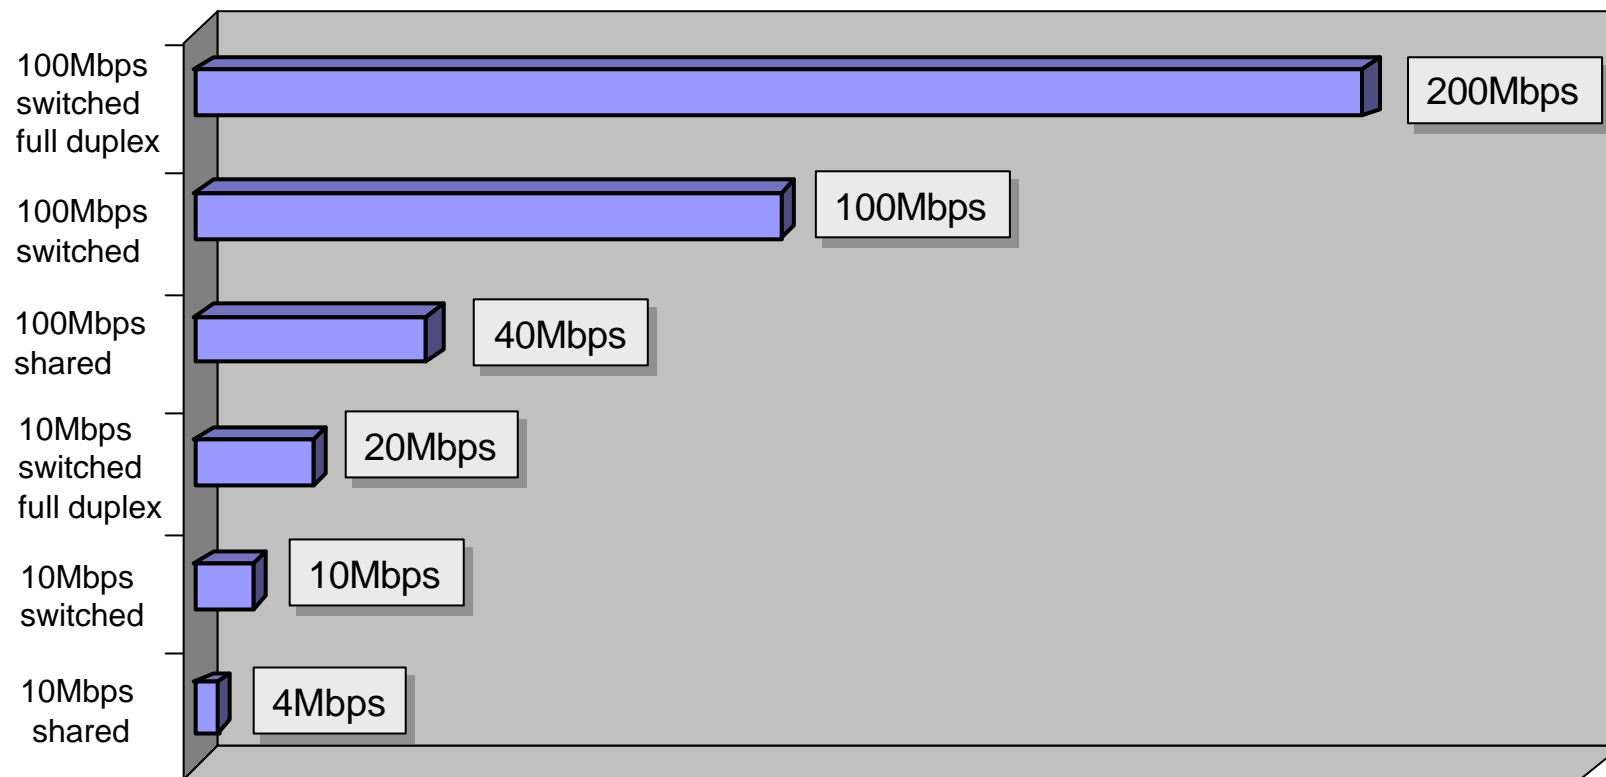 100Mbps
switched
full duplex
200Mbps
100Mbps
switched
100Mbps
100Mbps
shared
40Mbps
10Mbps
switched
full duplex
20Mbps
10Mbps
switched
10Mbps
10Mbps
shared
4Mbps